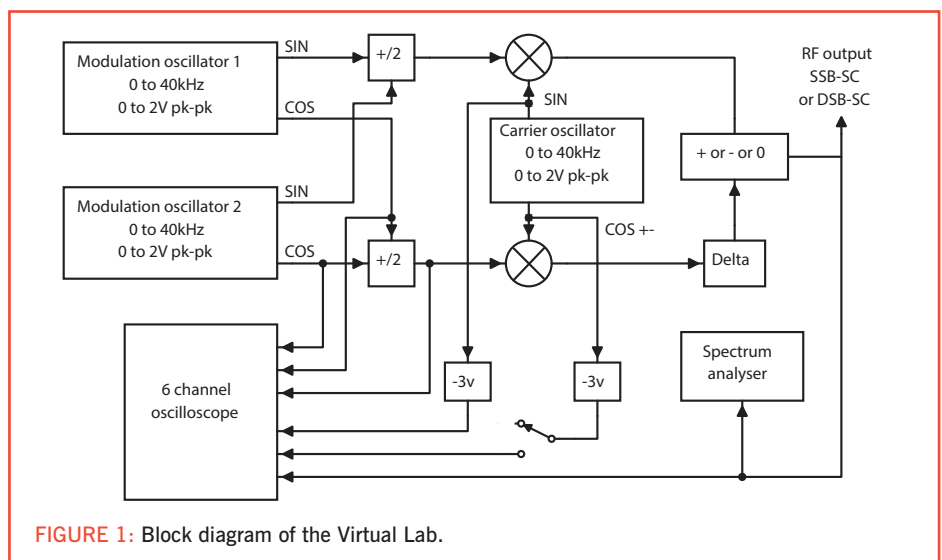 Modulation oscillator 1
0 to 40kHz
0 to 2V pk-pk
SIN
COS
+/2
SIN
Carrier oscillator
0 to 40kHz
0 to 2V pk-pk
RF output
SSB-SC
or DSB-SC
+ or - or 0
Modulation oscillator 2
0 to 40kHz
0 to 2V pk-pk
SIN
COS
+/2
COS +-
Delta
6 channel
oscilloscope
-3v
-3v
Spectrum
analyser
FIGURE 1: Block diagram of the Virtual Lab.